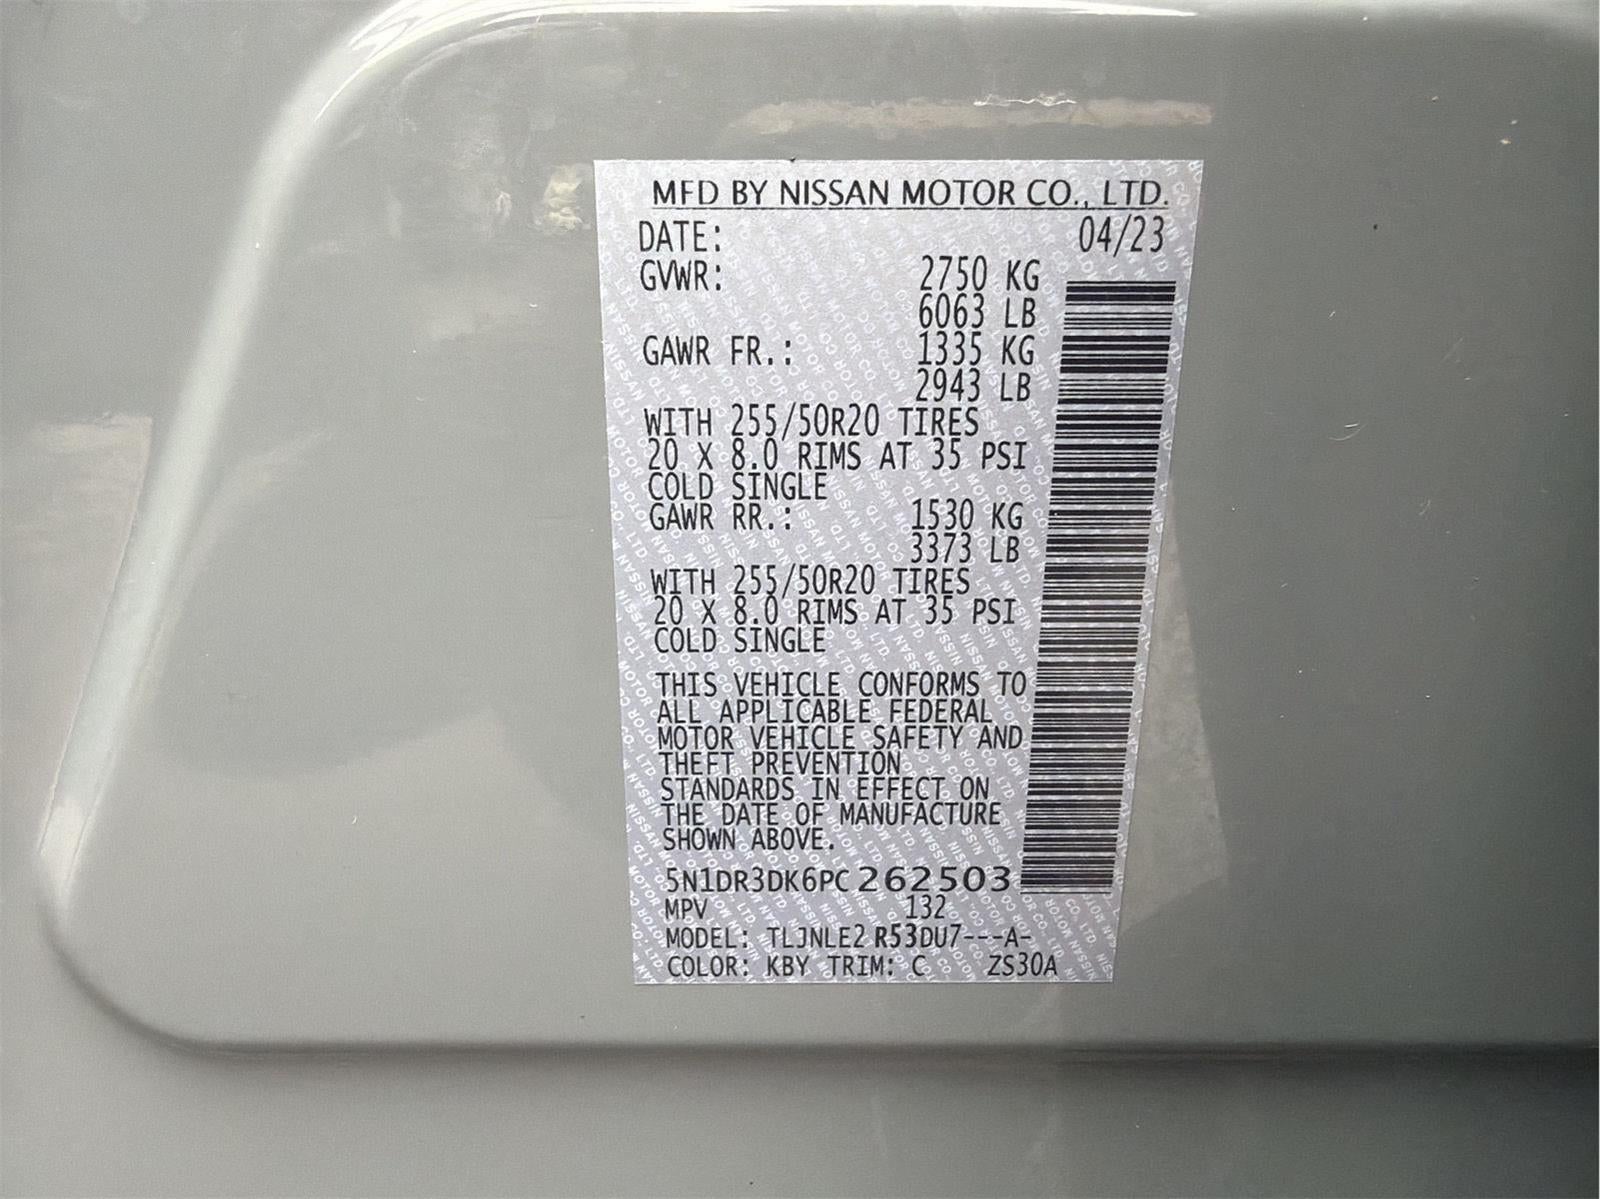 MFD BY NISSAN MOTOR CO., LTD.
DATE: 04/23
GVWR: 2750 KG
6063 LB
GAWR FR.: 1335 KG
2943 LB
WITH 255/50R20 TIRES
20 X 8.0 RIMS AT 35 PSI
COLD SINGLE
GAWR RR.: 1530 KG
3373 LB
WITH 255/50R20 TIRES
20 X 8.0 RIMS AT 35 PSI
COLD SINGLE
THIS VEHICLE CONFORMS TO
ALL APPLICABLE FEDERAL
MOTOR VEHICLE SAFETY AND
THEFT PREVENTION
STANDARDS IN EFFECT ON
THE DATE OF MANUFACTURE
SHOWN ABOVE.
5N1DR3DK6PC262503
MPV 132
MODEL: TLJNLE2 R53DU7---A-
COLOR: KBY TRIM: C ZS30A